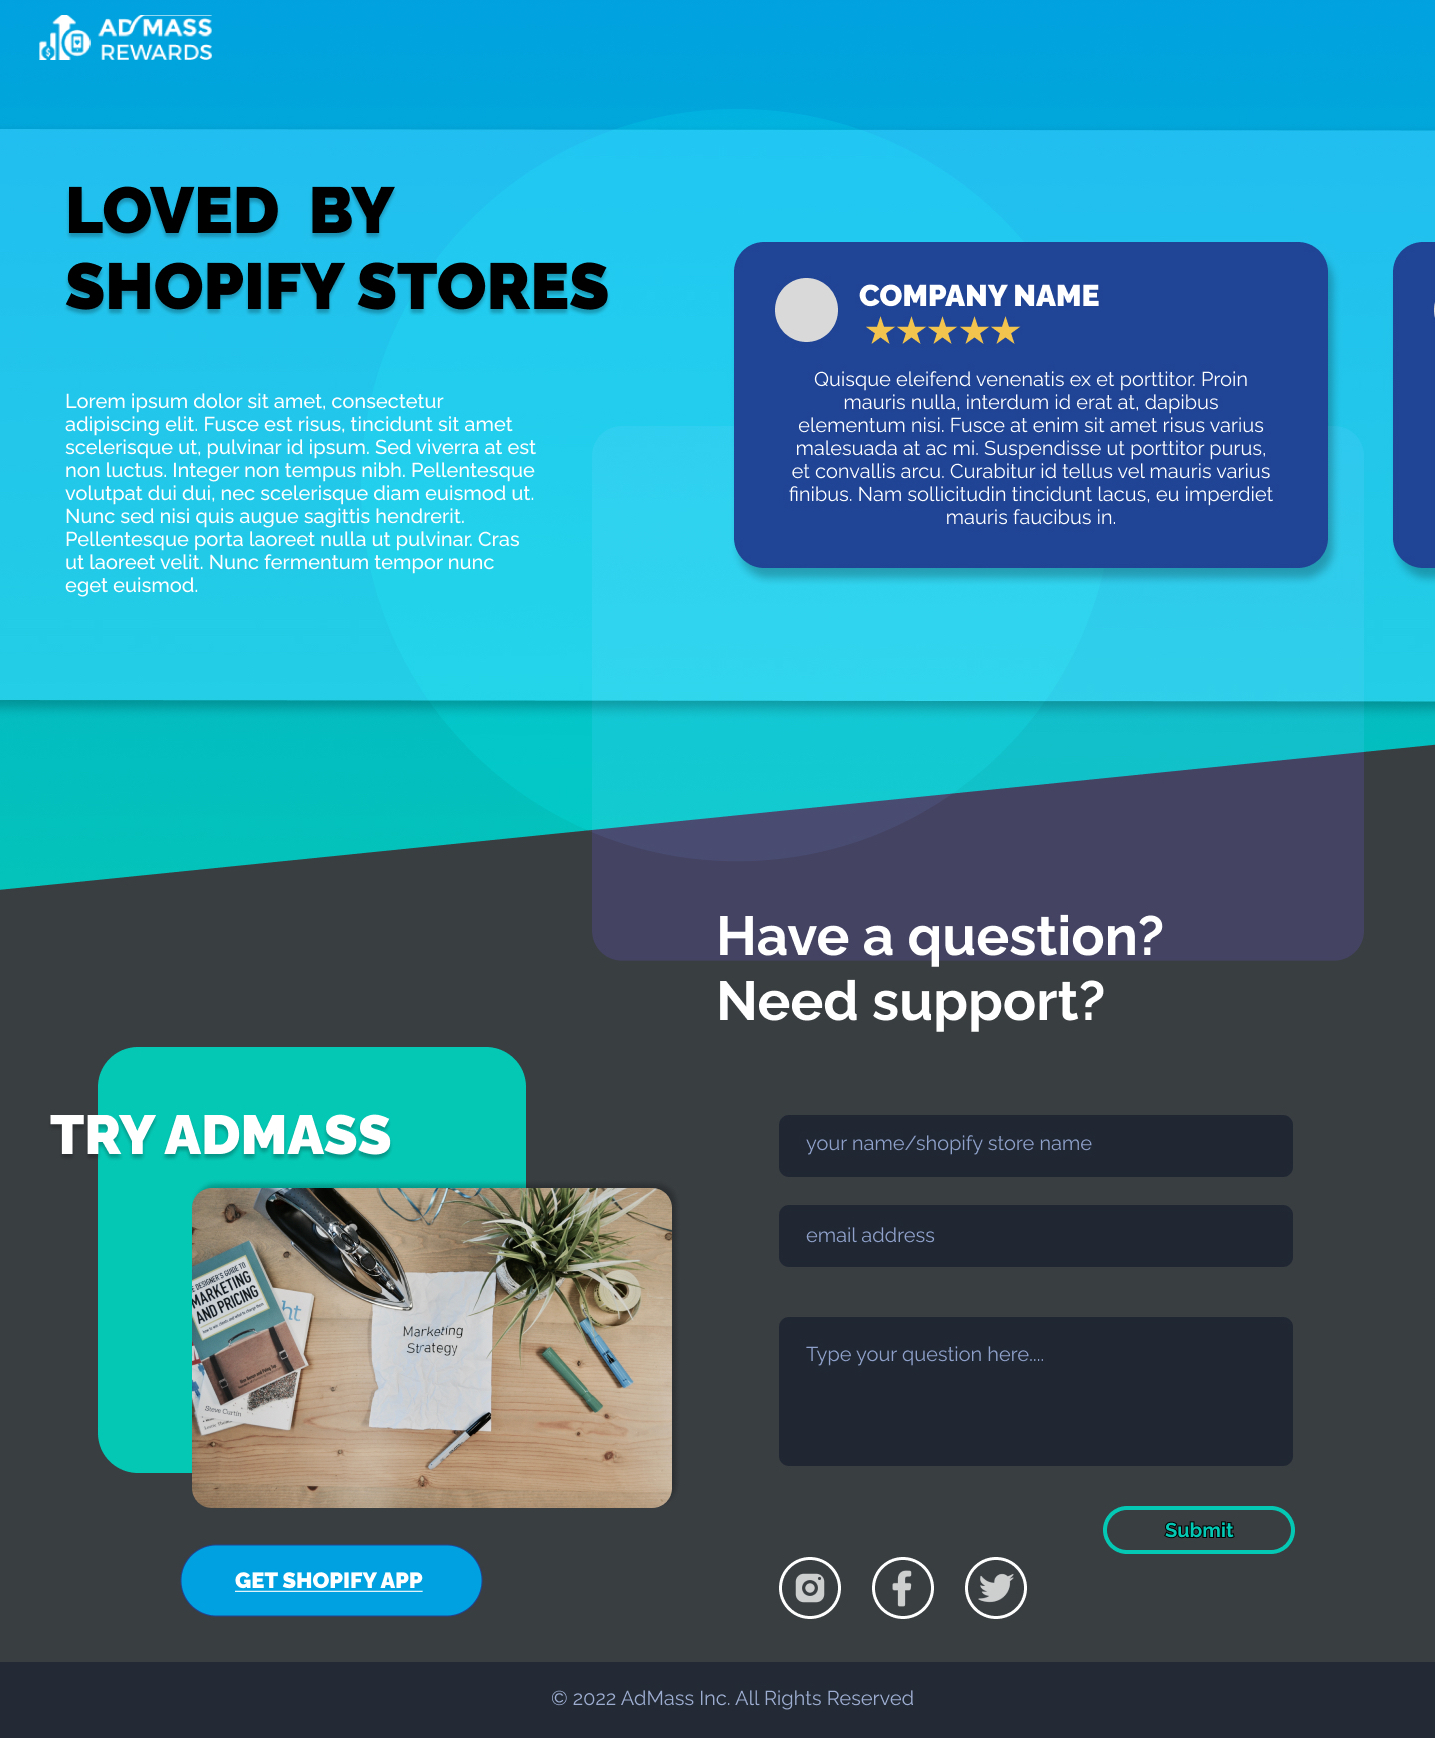 AD/MASS
REWARDS
LOVED BY
SHOPIFY STORES
Lorem ipsum dolor sit amet, consectetur
adipiscing elit. Fusce est risus, tincidunt sit amet
scelerisque ut, pulvinar id ipsum. Sed viverra at est
non luctus. Integer non tempus nibh. Pellentesque
volutpat dui dui, nec scelerisque diam euismod ut.
Nunc sed nisi quis augue sagittis hendrerit.
Pellentesque porta laoreet nulla ut pulvinar. Cras
ut laoreet velit. Nunc fermentum tempor nunc
eget euismod.
COMPANY NAME
Quisque eleifend venenatis ex et porttitor. Proin
mauris nulla, interdum id erat at, dapibus
elementum nisi. Fusce at enim sit amet risus varius
malesuada at ac mi. Suspendisse ut porttitor purus,
et convallis arcu. Curabitur id tellus vel mauris varius
finibus. Nam sollicitudin tincidunt lacus, eu imperdiet
mauris faucibus in.
Have a question?
Need support?
TRY ADMASS
DESIGNER'S GUIDE TO
MARKETING
AND PRICING
ht
Steve Curtin
Marketing
Strategy
GET SHOPIFY APP
your name/shopify store name
email address
Type your question here....
Submit
© 2022 AdMass Inc. All Rights Reserved